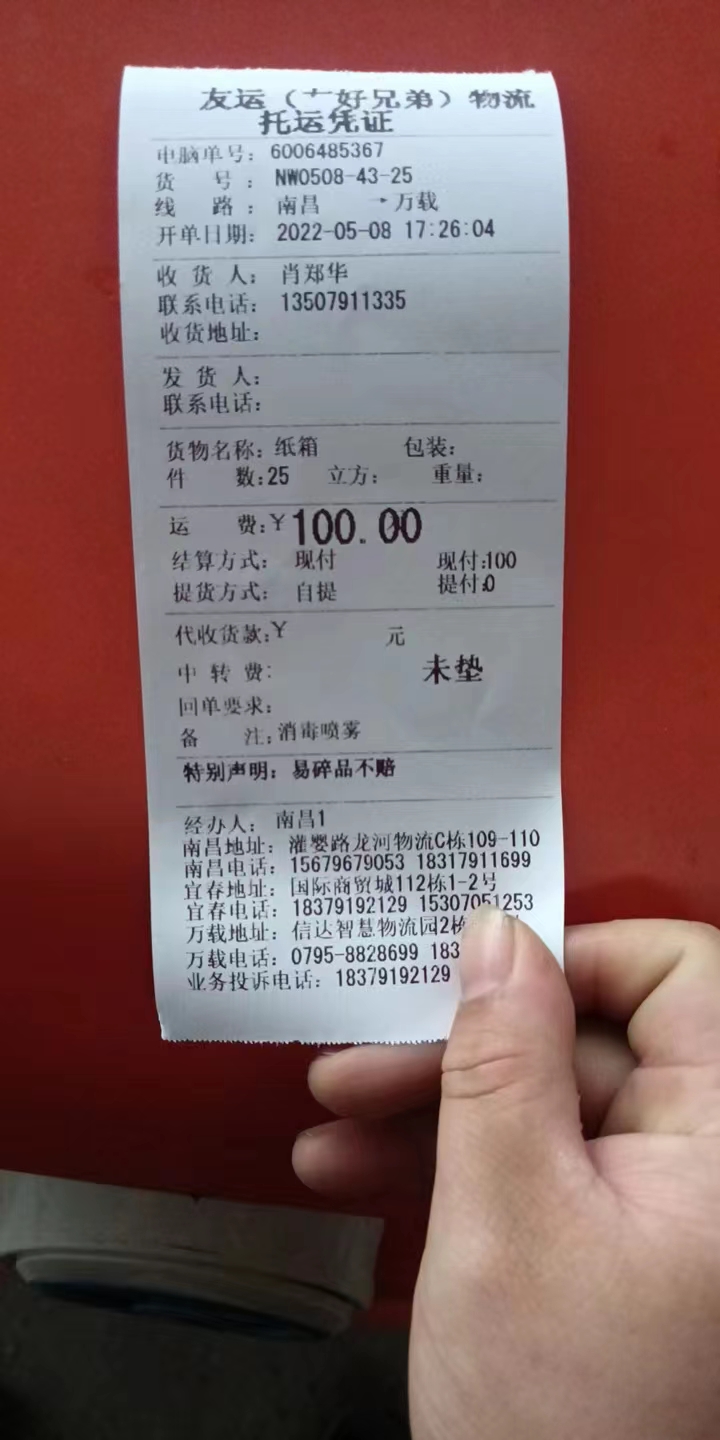 友运（十好兄弟）物流
托运凭证
电脑单号：6006485367
货 号：NW0508-43-25
线 路：南昌 →万载
开单日期：2022-05-08 17:26:04
收 货 人：肖郑华
联系电话：13507911335
收货地址：
发 货 人：
联系电话：
货物名称：纸箱 包装：
件 数：25 立方： 重量：
运 费：¥100.00
结算方式：现付 现付：100
提货方式：自提 提付：0
代收货款：¥ 元
中 转 费： 未垫
回单要求：
备 注：消毒喷雾
特别声明：易碎品不赔
经办人：南昌1
南昌地址：灌婴路龙河物流C栋109-110
南昌电话：15679679053 18317911699
宜春地址：国际商贸城112栋1-2号
宜春电话：18379192129 15307051253
万载地址：信达智慧物流园2栋
万载电话：0795-8828699 183
业务投诉电话：18379192129